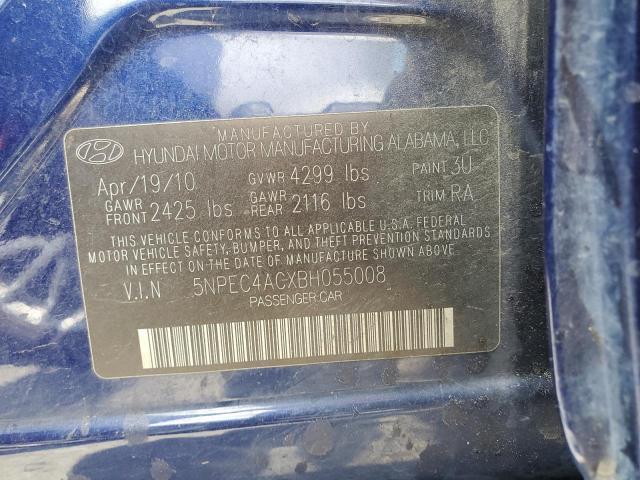 MANUFACTURED BY
HYUNDAI MOTOR MANUFACTURING ALABAMA, LLC
Apr/19/10 GVWR 4299 lbs PAINT 3U
GAWR FRONT 2425 lbs GAWR REAR 2116 lbs TRIM RA
THIS VEHICLE CONFORMS TO ALL APPLICABLE U.S.A. FEDERAL
MOTOR VEHICLE SAFETY, BUMPER, AND THEFT PREVENTION STANDARDS
IN EFFECT ON THE DATE OF MANUFACTURE SHOWN ABOVE.
V.I.N 5NPEC4ACXBH055008
PASSENGER CAR